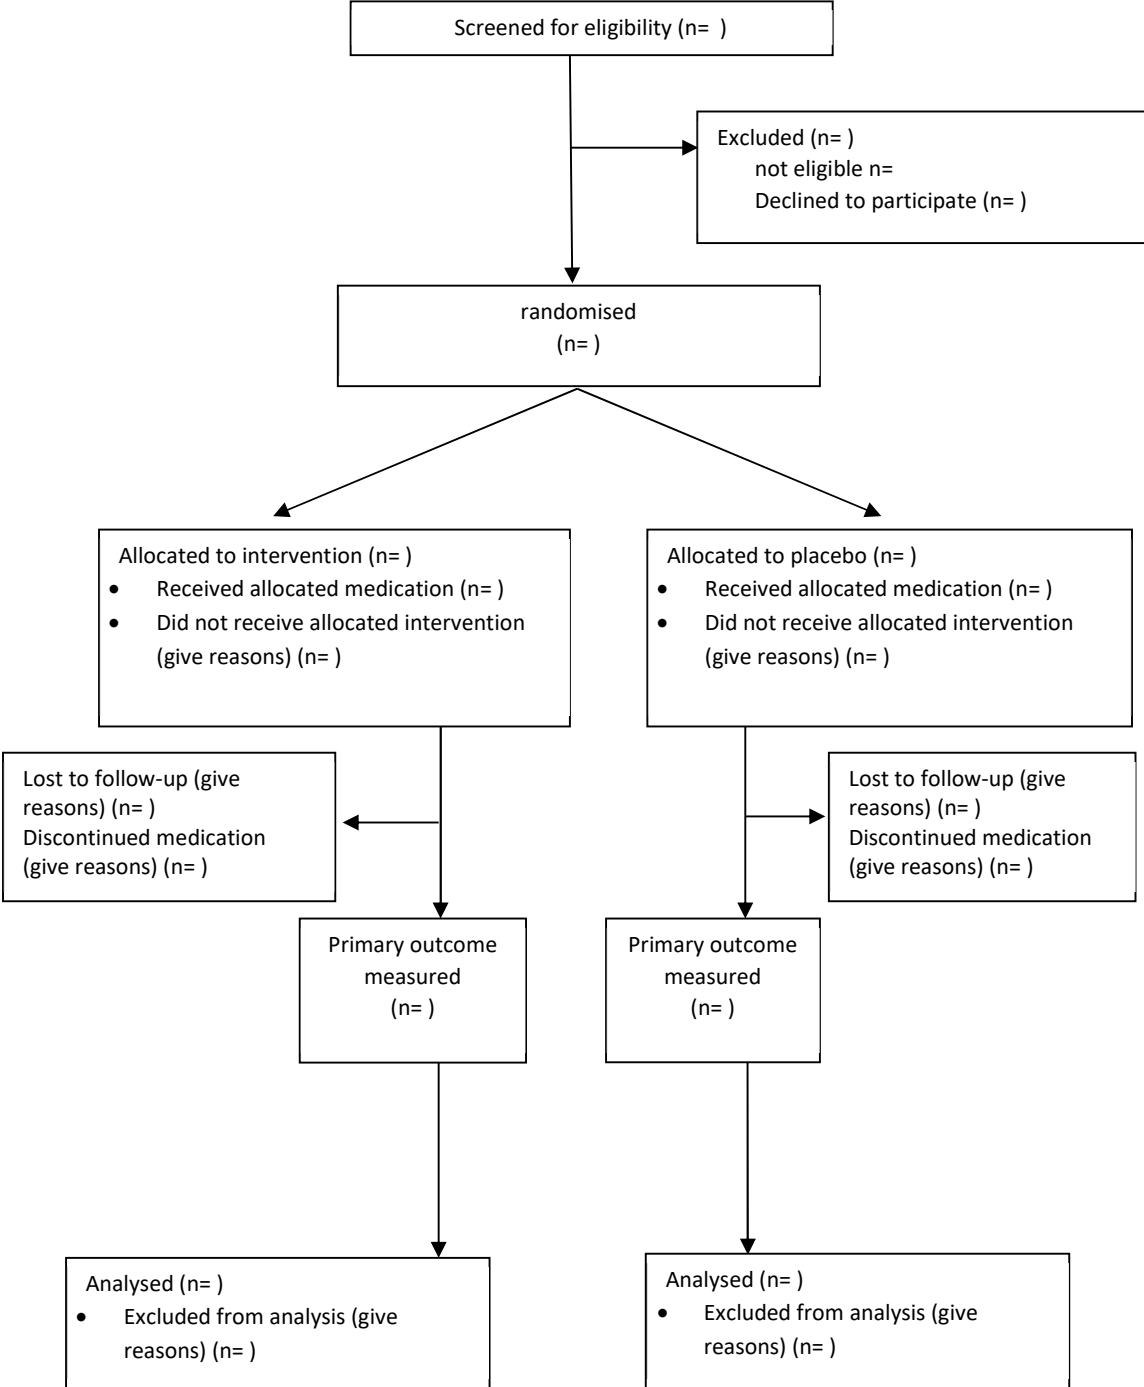 Screened for eligibility (n=  )
Excluded (n= )
not eligible n=
Declined to participate (n= )
randomised
(n= )
Allocated to intervention (n= )
• Received allocated medication (n= )
• Did not receive allocated intervention
(give reasons) (n= )
Allocated to placebo (n= )
• Received allocated medication (n= )
• Did not receive allocated intervention
(give reasons) (n= )
Lost to follow-up (give
reasons) (n= )
Discontinued medication
(give reasons) (n= )
Lost to follow-up (give
reasons) (n= )
Discontinued medication
(give reasons) (n= )
Primary outcome
measured
(n= )
Primary outcome
measured
(n= )
Analysed (n= )
• Excluded from analysis (give
reasons) (n= )
Analysed (n= )
• Excluded from analysis (give
reasons) (n= )